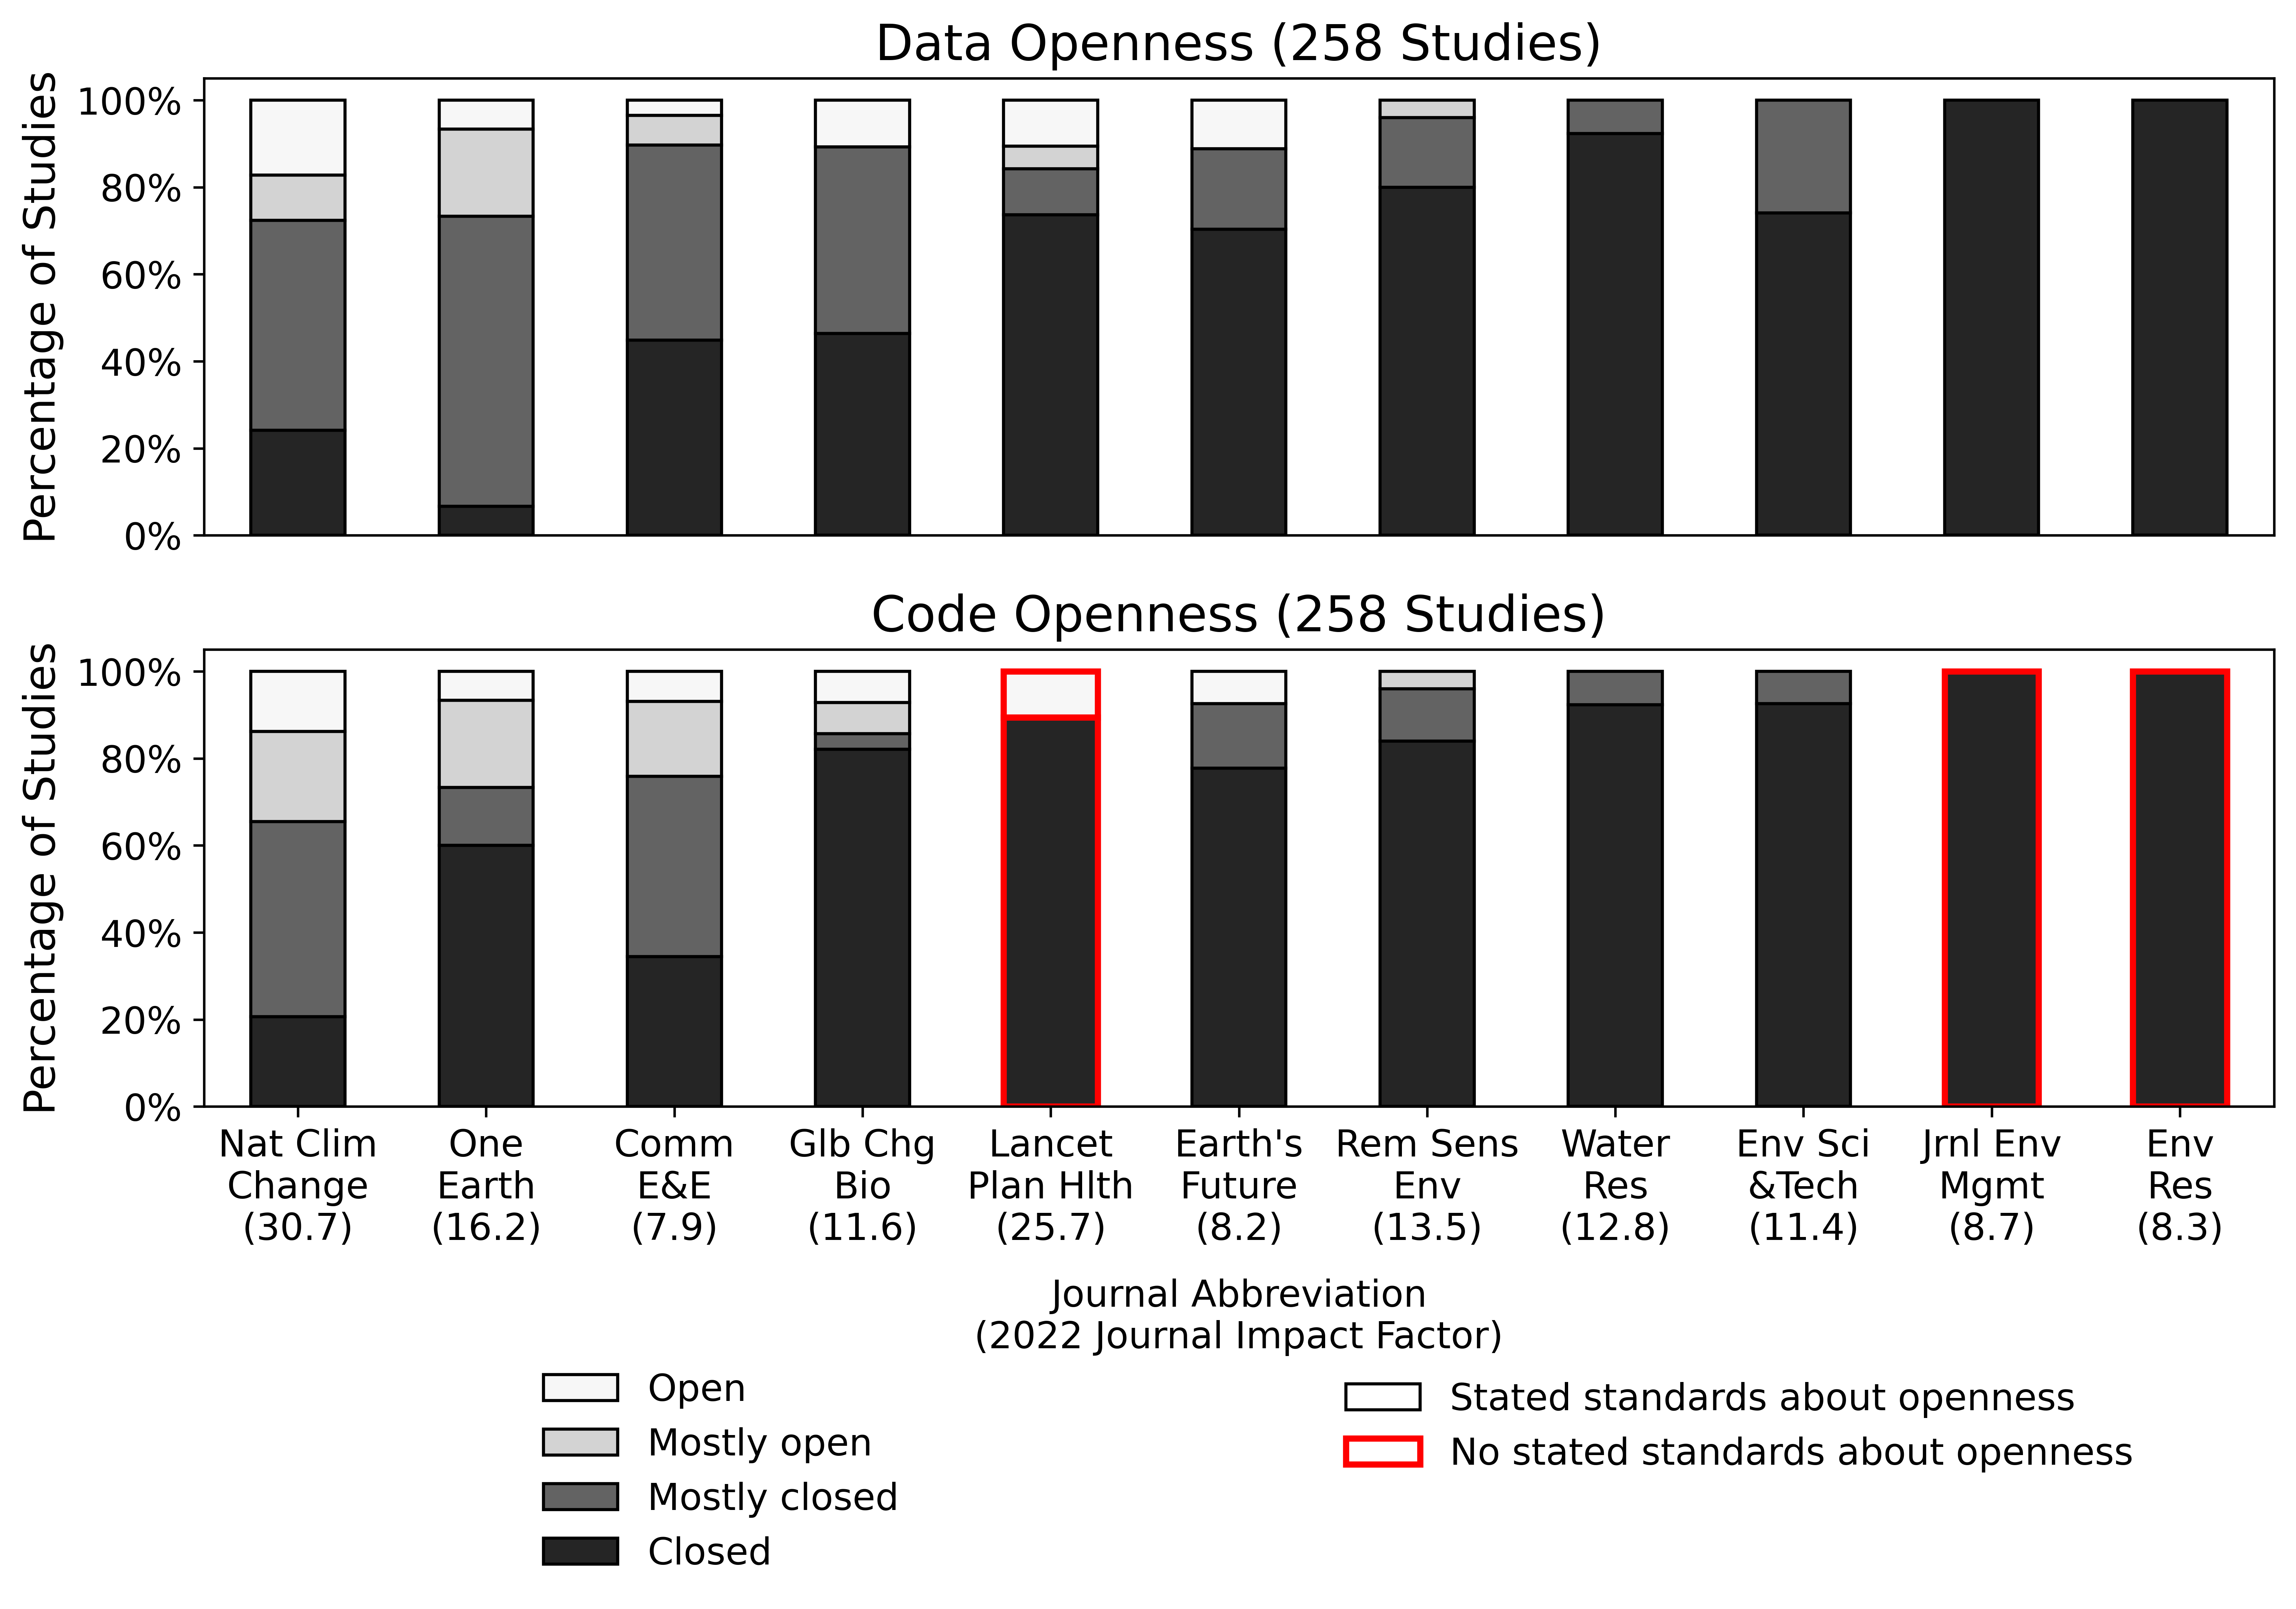 Data Openness (258 Studies)
Percentage of Studies
100%
80%
60%
40%
20%
0%
Code Openness (258 Studies)
Percentage of Studies
100%
80%
60%
40%
20%
0%
Nat Clim
Change
(30.7)
One
Earth
(16.2)
Comm
E&E
(7.9)
Glb Chg
Bio
(11.6)
Lancet
Plan Hlth
(25.7)
Earth's
Future
(8.2)
Rem Sens
Env
(13.5)
Water
Res
(12.8)
Env Sci
&Tech
(11.4)
Jrnl Env
Mgmt
(8.7)
Env
Res
(8.3)
Journal Abbreviation
(2022 Journal Impact Factor)
Open
Mostly open
Mostly closed
Closed
Stated standards about openness
No stated standards about openness